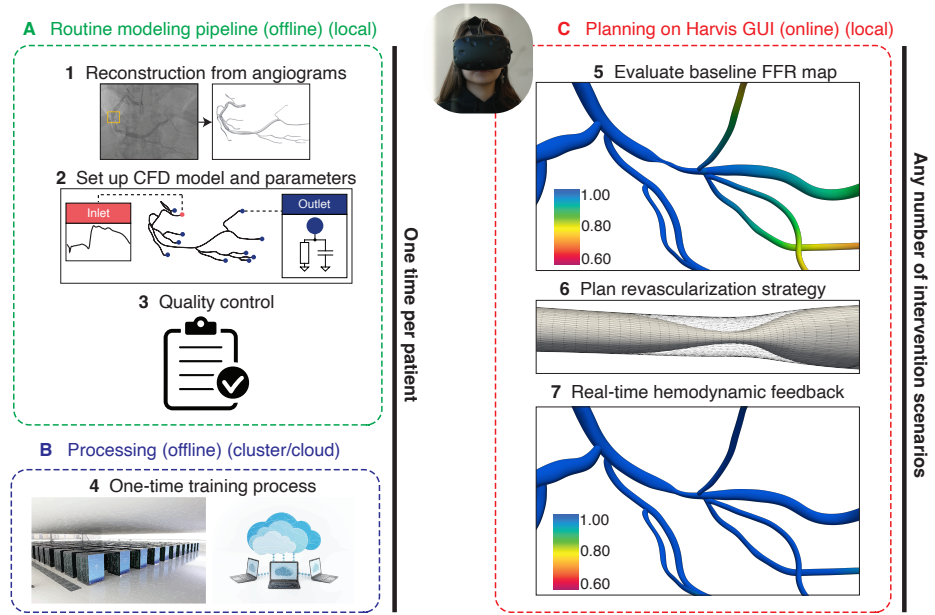 A Routine modeling pipeline (offline) (local)
1 Reconstruction from angiograms
2 Set up CFD model and parameters
Inlet
Outlet
3 Quality control
One time per patient
B Processing (offline) (cluster/cloud)
4 One-time training process
C Planning on Harvis GUI (online) (local)
5 Evaluate baseline FFR map
1.00
0.80
0.60
6 Plan revascularization strategy
7 Real-time hemodynamic feedback
1.00
0.80
0.60
Any number of intervention scenarios